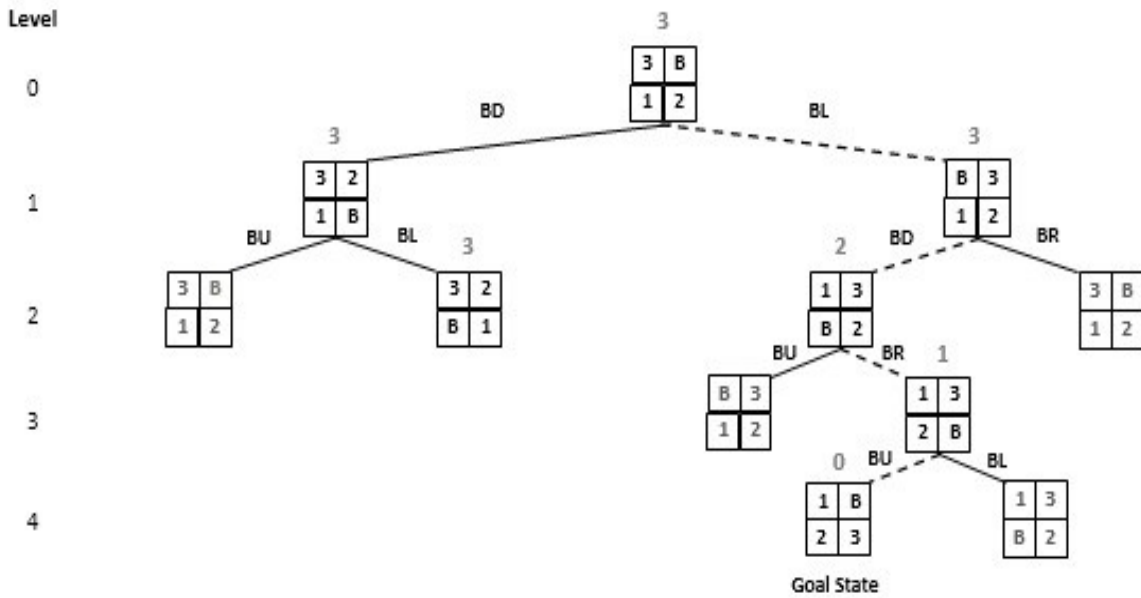 Level
3
3 B
0
1 2
BD BL
3 3
3 2 B 3
1
1 B 1 2
BU BL BD BR
3 2
3 B 3 2 1 3 3 B
2
1 2 B 1 B 2 1 2
BU BR 1
B 3 1 3
3
1 2 2 B
0 BU BL
1 B 1 3
4
2 3 B 2
Goal State